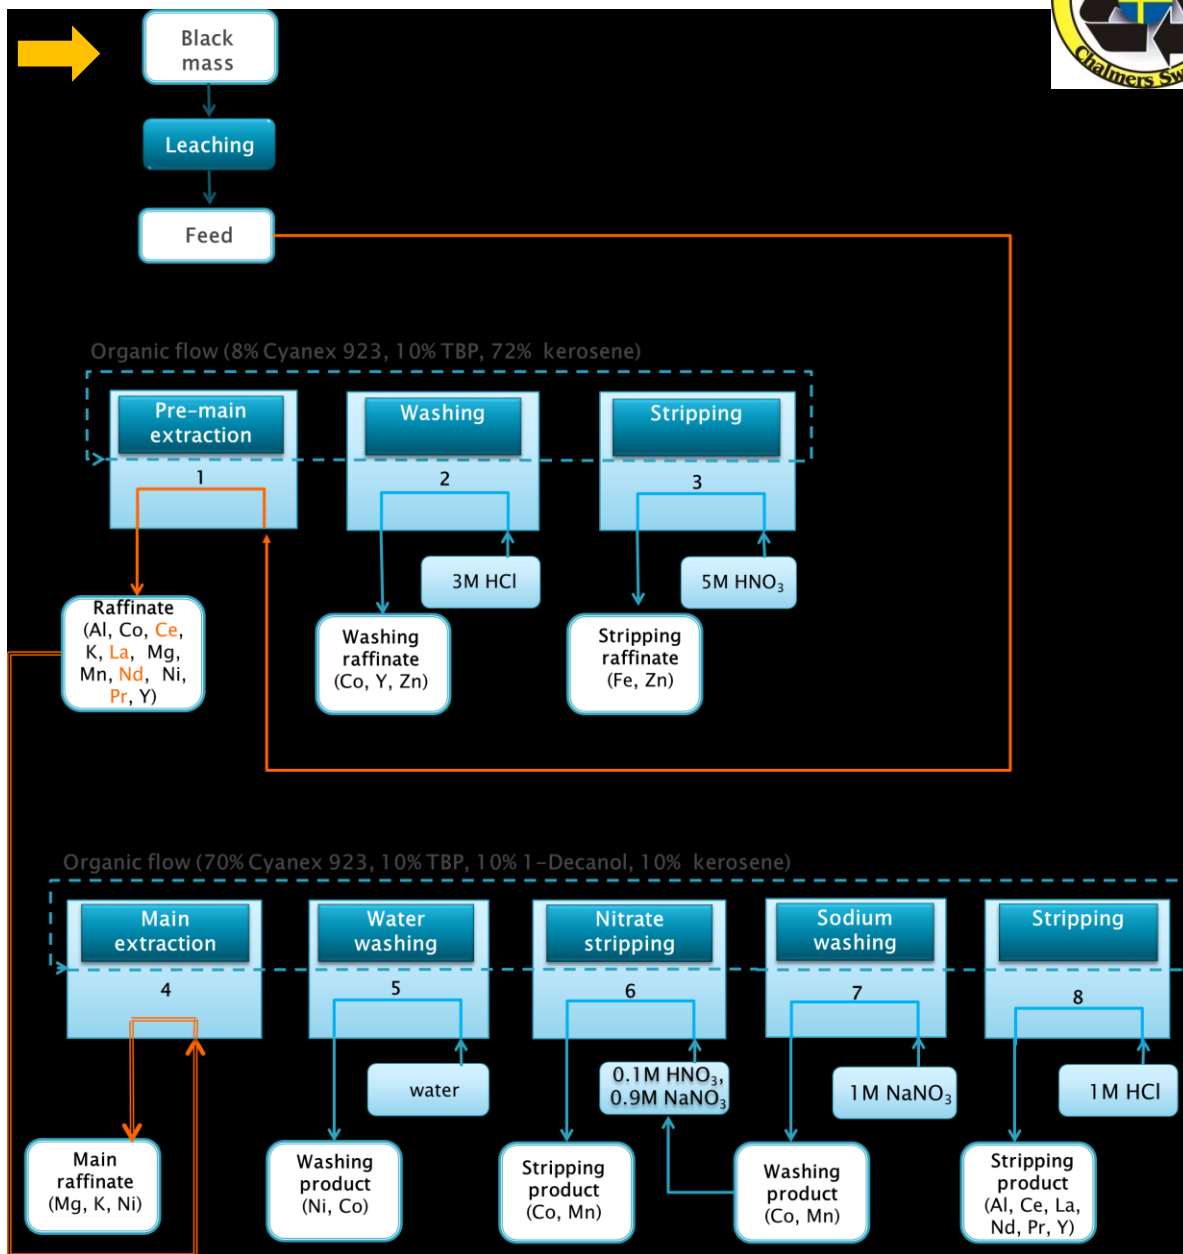 Chalmers Sw
Black
mass
Leaching
Feed
Organic flow (8% Cyanex 923, 10% TBP, 72% kerosene)
Pre-main
extraction
1
Washing
2
Stripping
3
3M HCl
5M HNO₃
Raffinate
(Al, Co, Ce,
K, La, Mg,
Mn, Nd, Ni,
Pr, Y)
Washing
raffinate
(Co, Y, Zn)
Stripping
raffinate
(Fe, Zn)
Organic flow (70% Cyanex 923, 10% TBP, 10% 1-Decanol, 10% kerosene)
Main
extraction
4
Water
washing
5
Nitrate
stripping
6
Sodium
washing
7
Stripping
8
water
0.1M HNO₃,
0.9M NaNO₃
1M NaNO₃
1M HCl
Main
raffinate
(Mg, K, Ni)
Washing
product
(Ni, Co)
Stripping
product
(Co, Mn)
Washing
product
(Co, Mn)
Stripping
product
(Al, Ce, La,
Nd, Pr, Y)